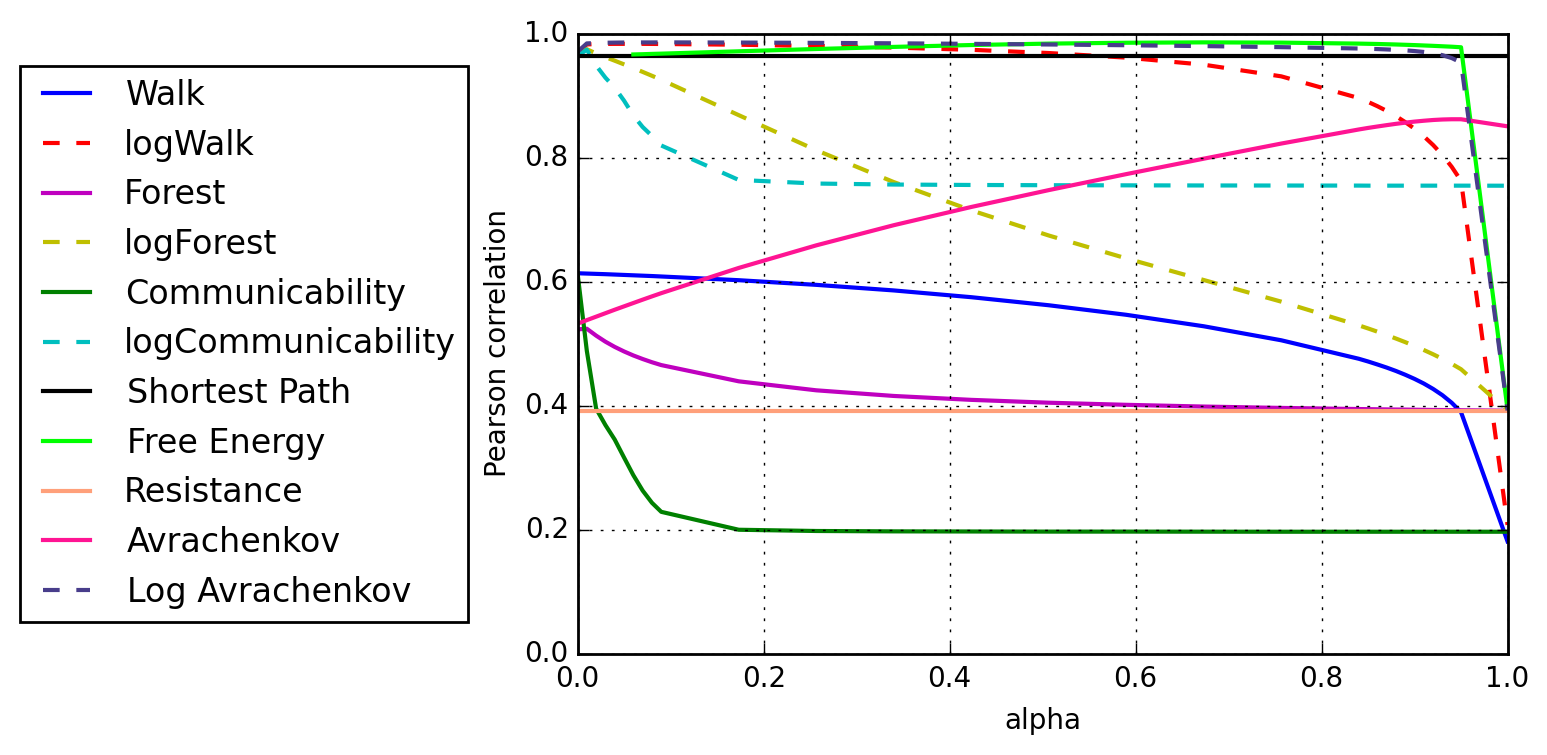 Walk
logWalk
Forest
logForest
Communicability
logCommunicability
Shortest Path
Free Energy
Resistance
Avrachenkov
Log Avrachenkov
Pearson correlation
1.0
0.8
0.6
0.4
0.2
0.0
0.0 0.2 0.4 0.6 0.8 1.0
alpha